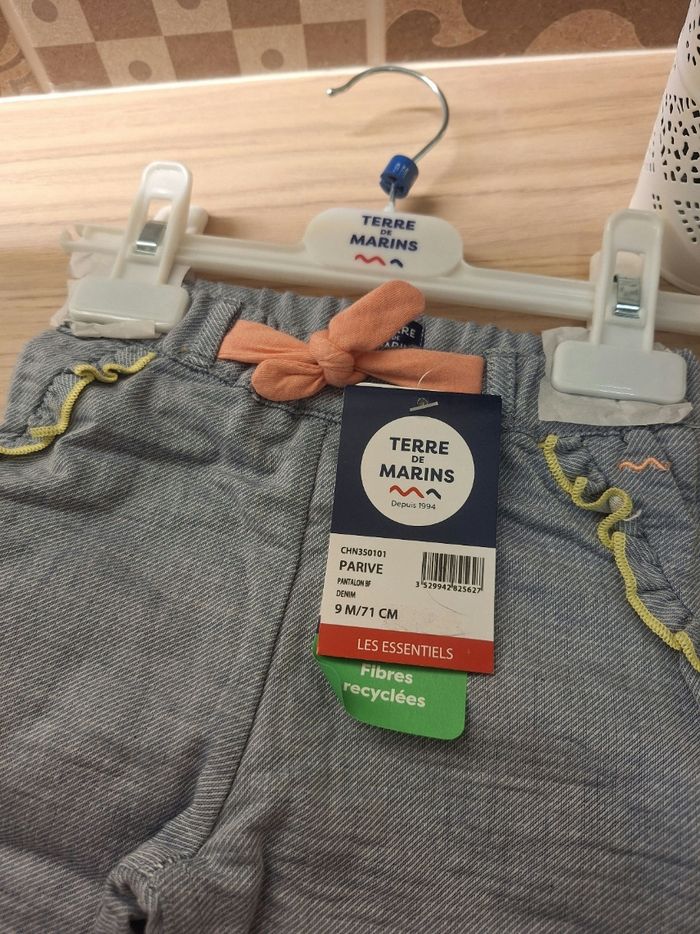 TERRE
DE
MARINS
TERRE
DE
MARINS
Depuis 1994
CHN350101
PARIVE
PANTALON BF
DENIM
9 M/71 CM
3 529942 825627
LES ESSENTIELS
Fibres
recyclées